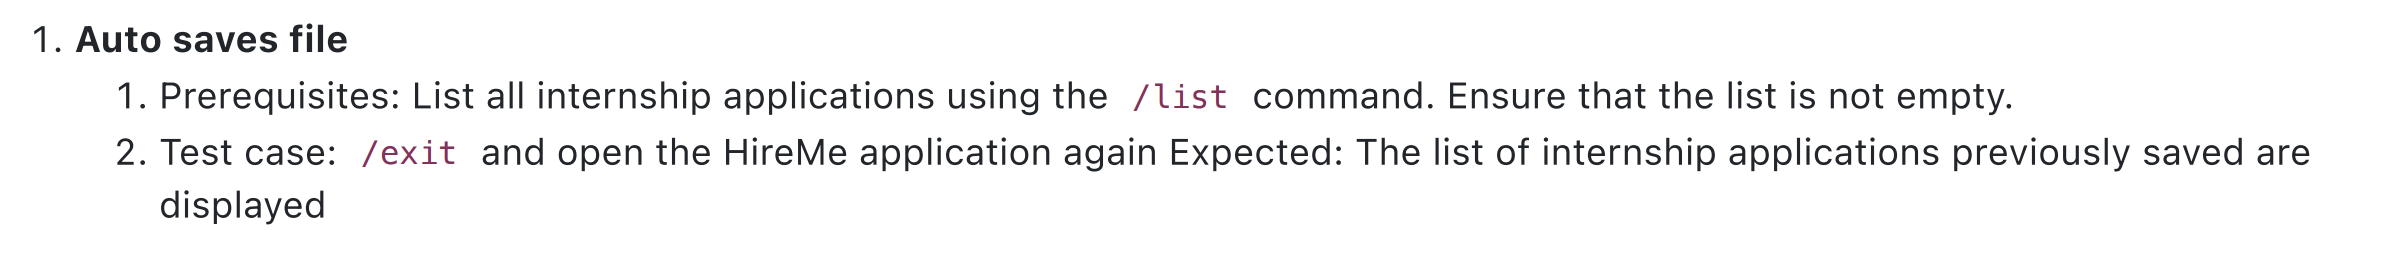 1. Auto saves file
1. Prerequisites: List all internship applications using the /list command. Ensure that the list is not empty.
2. Test case: /exit and open the HireMe application again Expected: The list of internship applications previously saved are
displayed